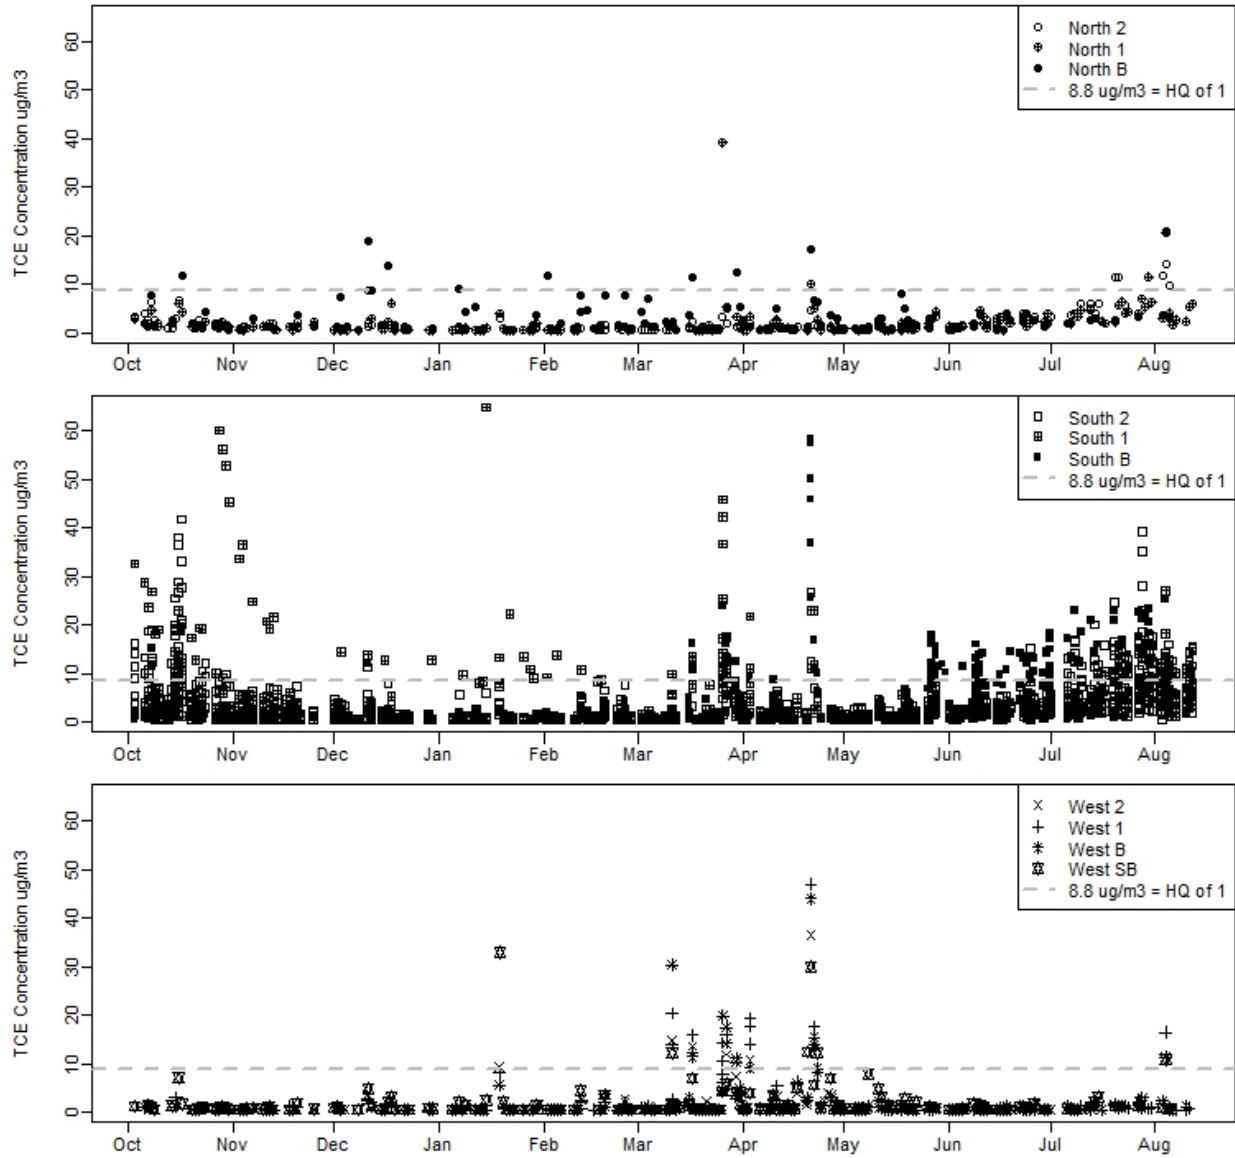 TCE Concentration ug/m3
60
50
40
30
20
10
0
North 2
North 1
North B
8.8 ug/m3 = HQ of 1
Oct Nov Dec Jan Feb Mar Apr May Jun Jul Aug
TCE Concentration ug/m3
60
50
40
30
20
10
0
South 2
South 1
South B
8.8 ug/m3 = HQ of 1
Oct Nov Dec Jan Feb Mar Apr May Jun Jul Aug
TCE Concentration ug/m3
60
50
40
30
20
10
0
West 2
West 1
West B
West SB
8.8 ug/m3 = HQ of 1
Oct Nov Dec Jan Feb Mar Apr May Jun Jul Aug